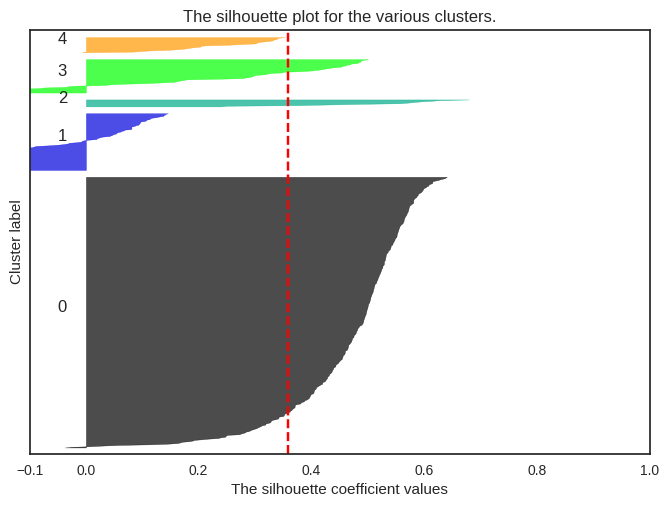 The silhouette plot for the various clusters.
4
3
2
1
0
Cluster label
−0.1 0.0 0.2 0.4 0.6 0.8 1.0
The silhouette coefficient values